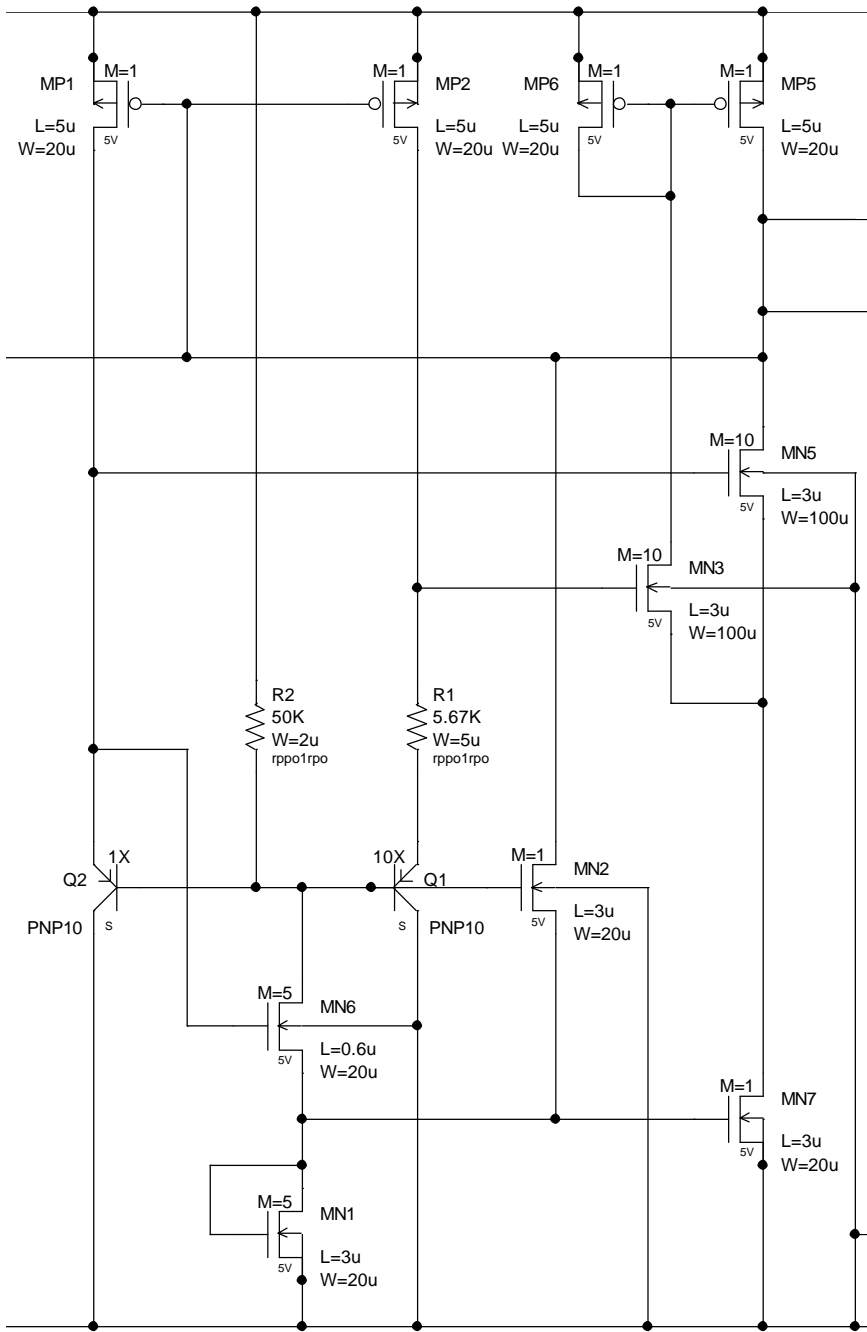 M=1
MP1
L=5u
5V
W=20u
M=1
MP2
L=5u
5V
W=20u
M=1
MP6
L=5u
5V
W=20u
M=1
MP5
L=5u
5V
W=20u
M=10
MN5
L=3u
5V
W=100u
M=10
MN3
L=3u
5V
W=100u
R2
50K
W=2u
rppo1rpo
R1
5.67K
W=5u
rppo1rpo
1X
Q2
PNP10
S
10X
Q1
S
PNP10
M=1
MN2
L=3u
5V
W=20u
M=5
MN6
L=0.6u
5V
W=20u
M=1
MN7
L=3u
5V
W=20u
M=5
MN1
L=3u
5V
W=20u